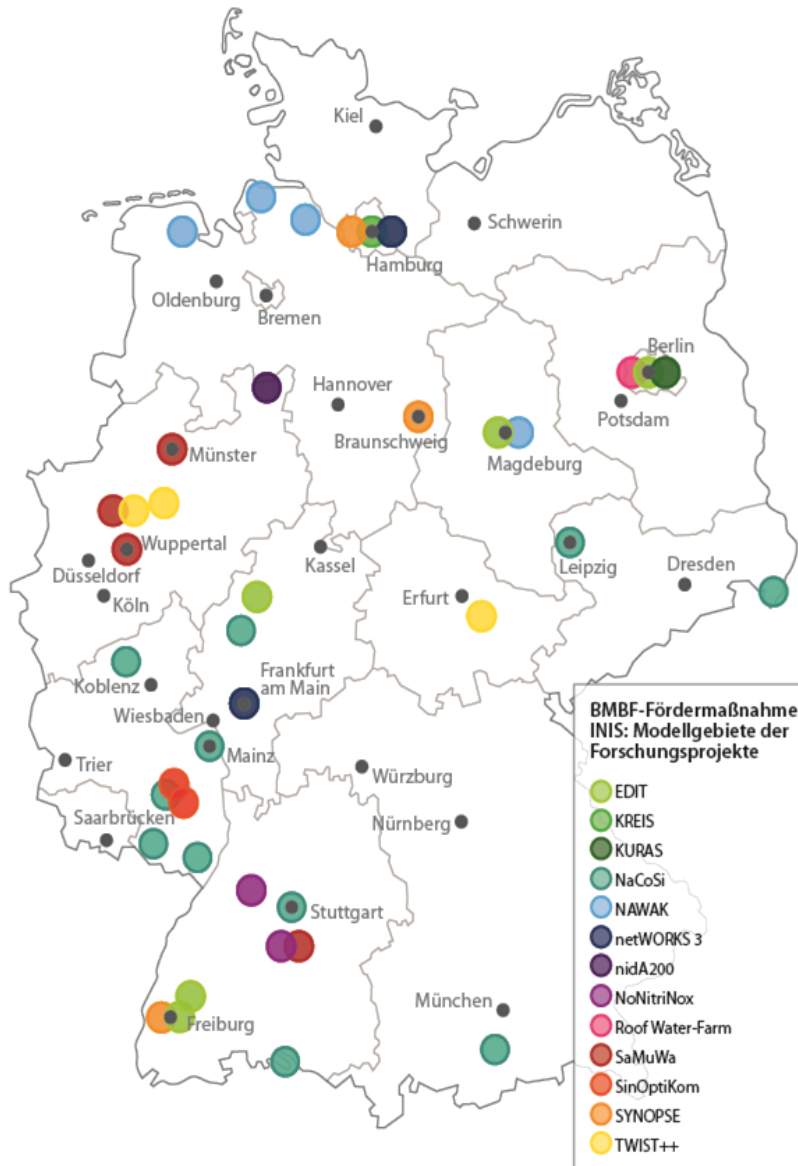 Kiel
Schwerin
Hamburg
Oldenburg
Bremen
Berlin
Hannover
Potsdam
Braunschweig
Münster
Magdeburg
Wuppertal
Kassel
Leipzig
Dresden
Düsseldorf
Köln
Erfurt
Frankfurt
am Main
Koblenz
Wiesbaden
Mainz
Trier
Würzburg
Saarbrücken
Nürnberg
Stuttgart
München
Freiburg
BMBF-Fördermaßnahme
INIS: Modellgebiete der
Forschungsprojekte
EDIT
KREIS
KURAS
NaCoSi
NAWAK
netWORKS 3
nidA200
NoNitriNox
Roof Water-Farm
SaMuWa
SinOptiKom
SYNOPSE
TWIST++